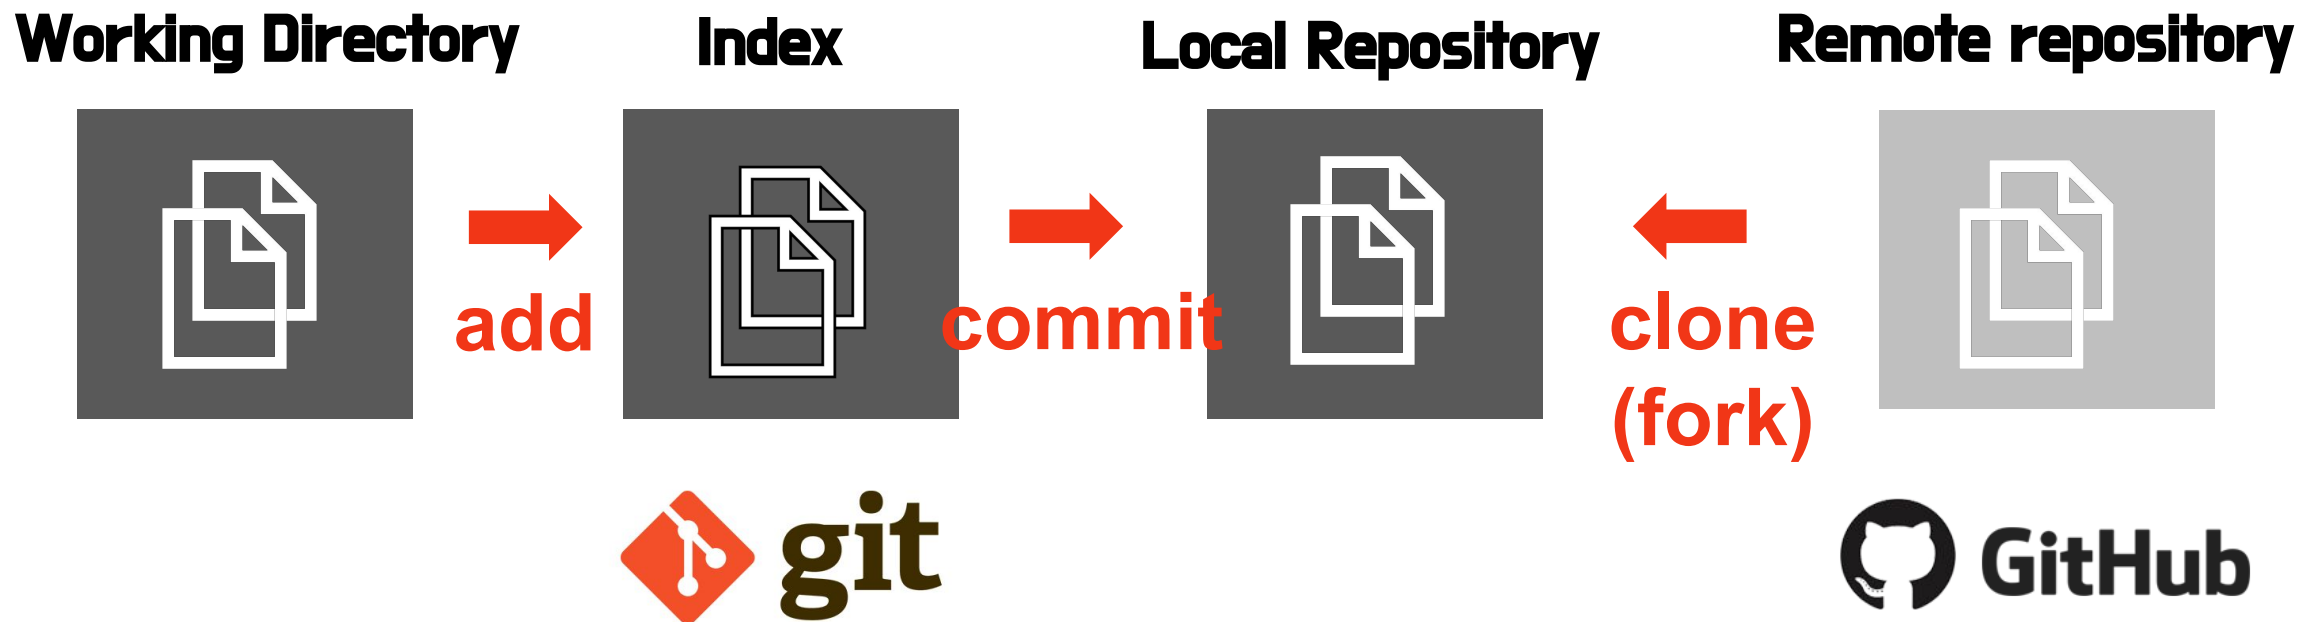 Working Directory
Index
Local Repository
Remote repository
add
commit
clone
(fork)
git
GitHub